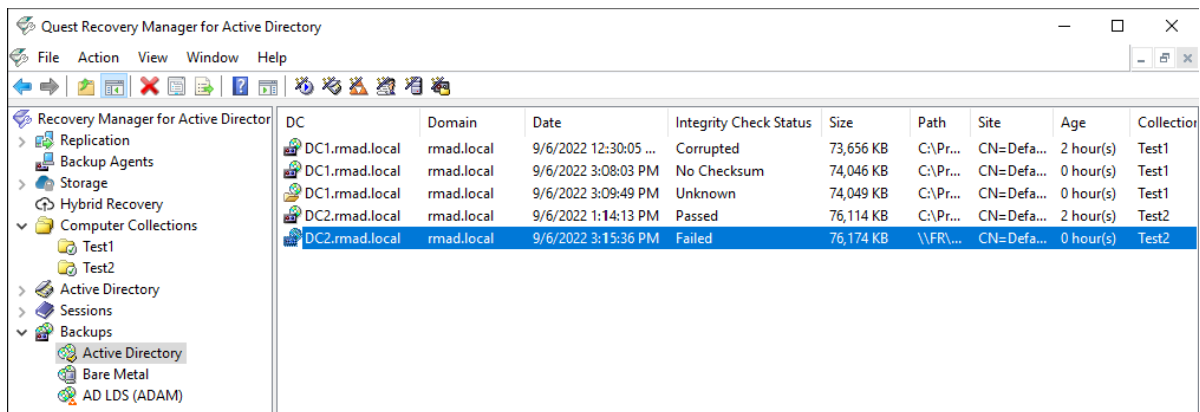 Quest Recovery Manager for Active Directory
File Action View Window Help
Recovery Manager for Active Director
Replication
Backup Agents
Storage
Hybrid Recovery
Computer Collections
Test1
Test2
Active Directory
Sessions
Backups
Active Directory
Bare Metal
AD LDS (ADAM)
DC Domain Date Integrity Check Status Size Path Site Age Collection
DC1.rmad.local rmad.local 9/6/2022 12:30:05 ... Corrupted 73,656 KB C:\Pr... CN=Defa... 2 hour(s) Test1
DC1.rmad.local rmad.local 9/6/2022 3:08:03 PM No Checksum 74,046 KB C:\Pr... CN=Defa... 0 hour(s) Test1
DC1.rmad.local rmad.local 9/6/2022 3:09:49 PM Unknown 74,049 KB C:\Pr... CN=Defa... 0 hour(s) Test1
DC2.rmad.local rmad.local 9/6/2022 1:14:13 PM Passed 76,114 KB C:\Pr... CN=Defa... 2 hour(s) Test2
DC2.rmad.local rmad.local 9/6/2022 3:15:36 PM Failed 76,174 KB \\FR\... CN=Defa... 0 hour(s) Test2